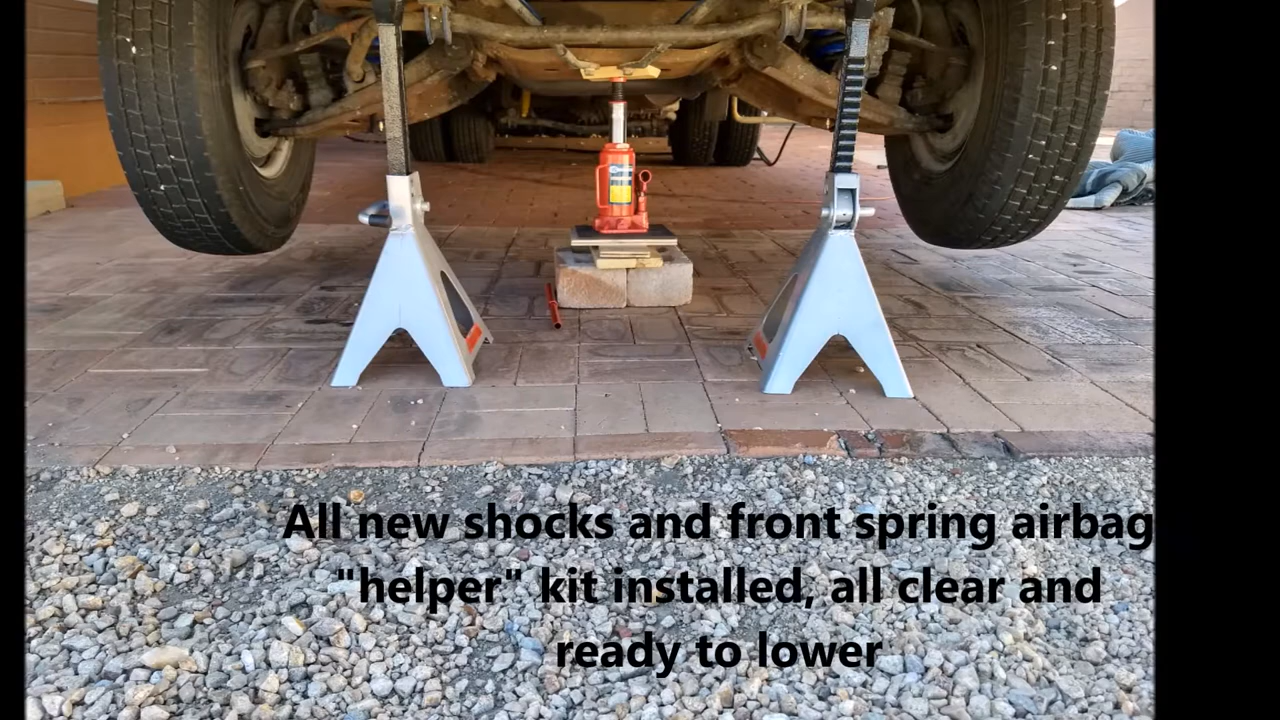 All new shocks and front spring airbag
"helper" kit installed, all clear and
ready to lower